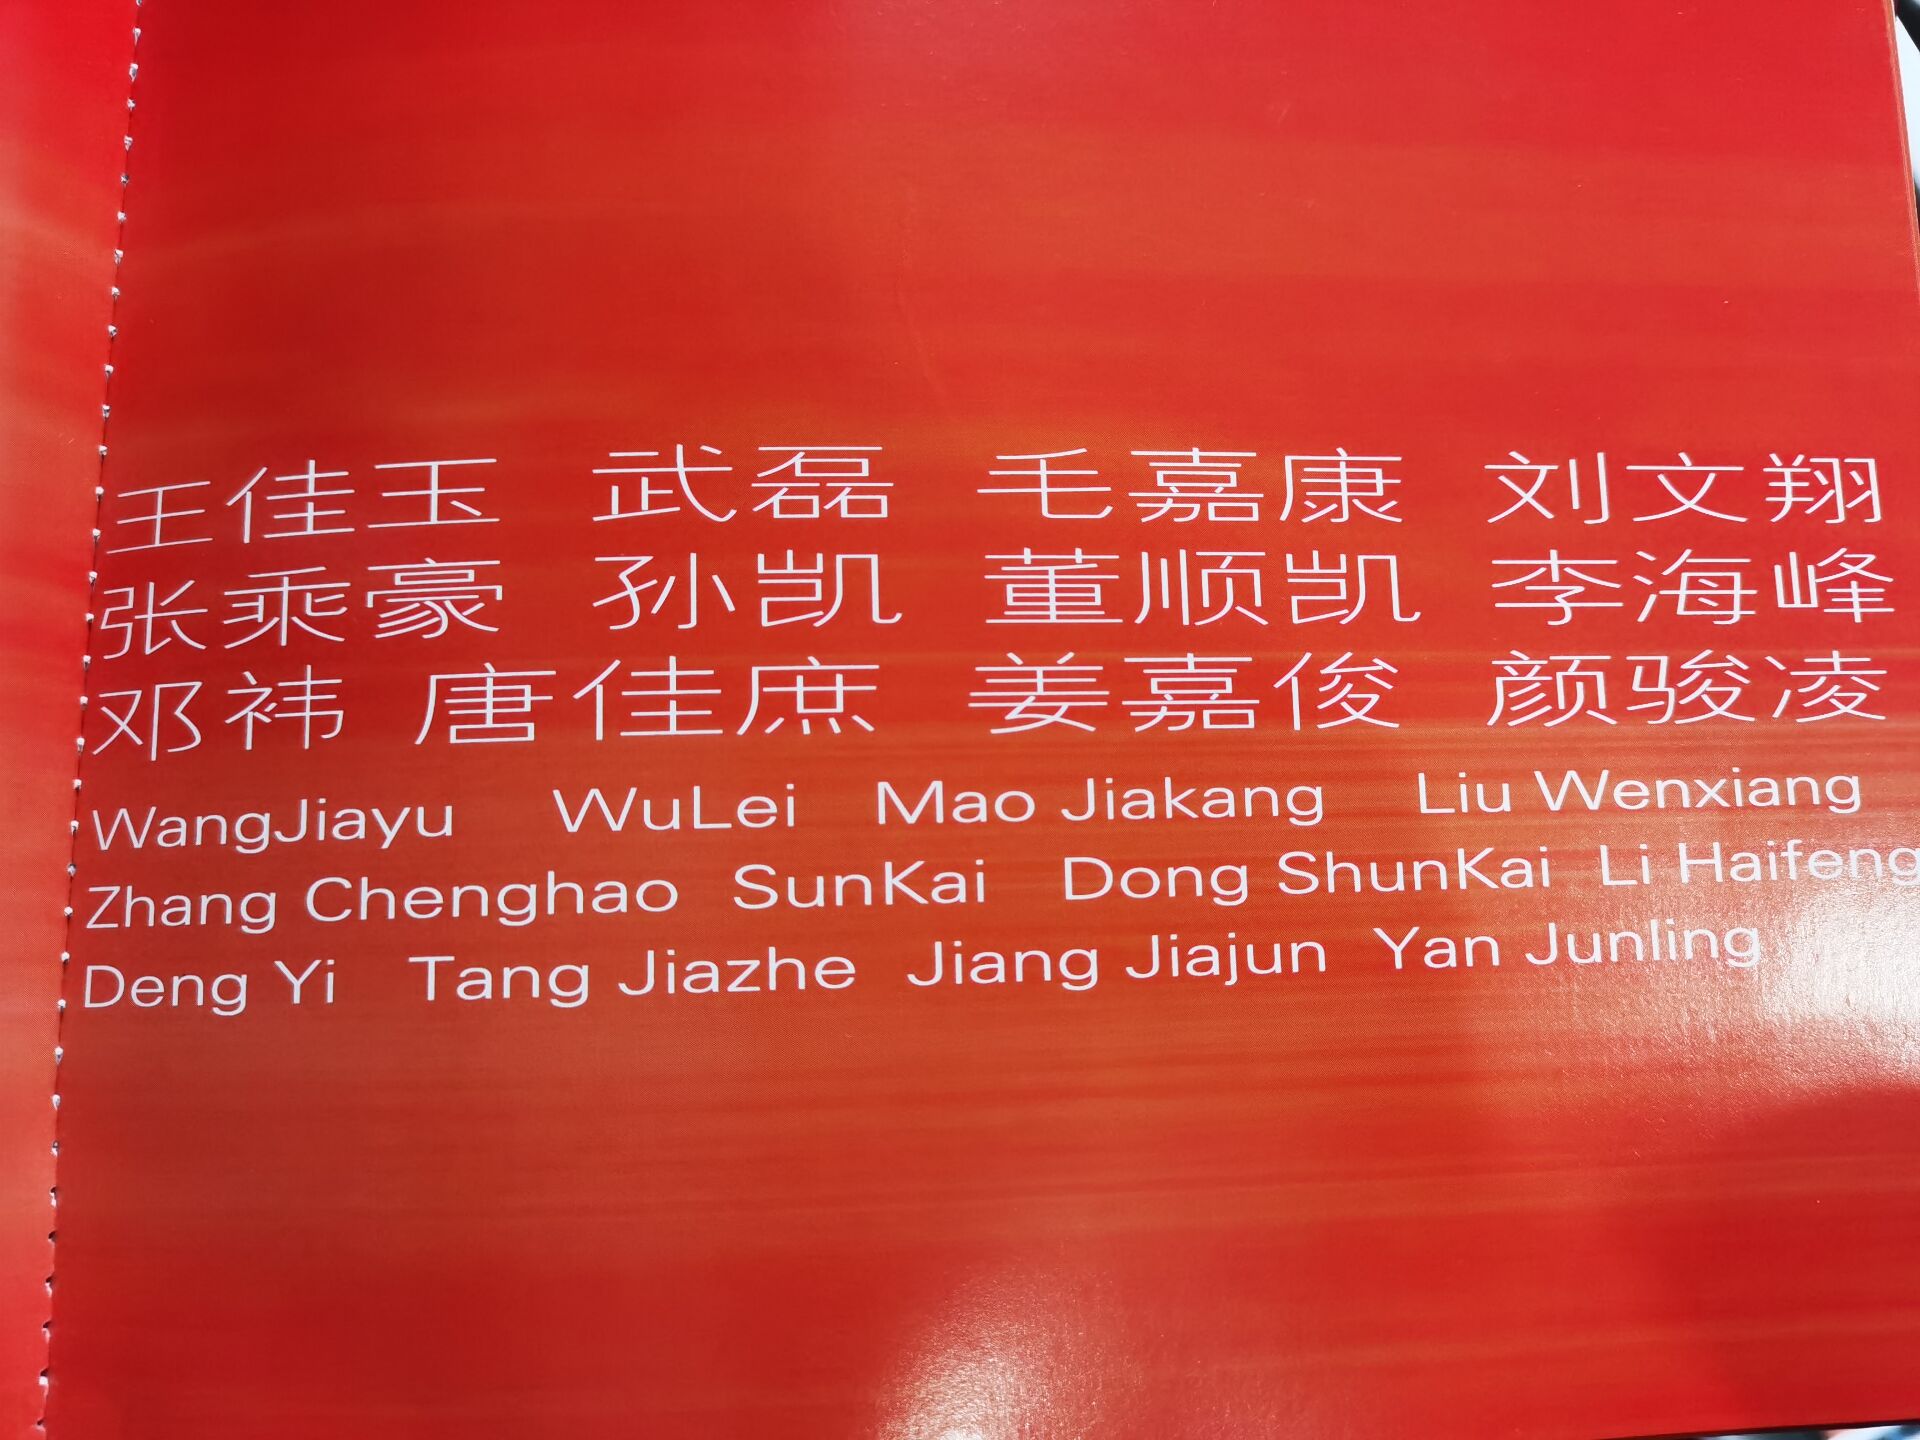 王佳玉 武磊 毛嘉康 刘文翔
张乘豪 孙凯 董顺凯 李海峰
邓祎 唐佳庶 姜嘉俊 颜骏凌
WangJiayu WuLei Mao Jiakang Liu Wenxiang
Zhang Chenghao SunKai Dong ShunKai Li Haifeng
Deng Yi Tang Jiazhe Jiang Jiajun Yan Junling